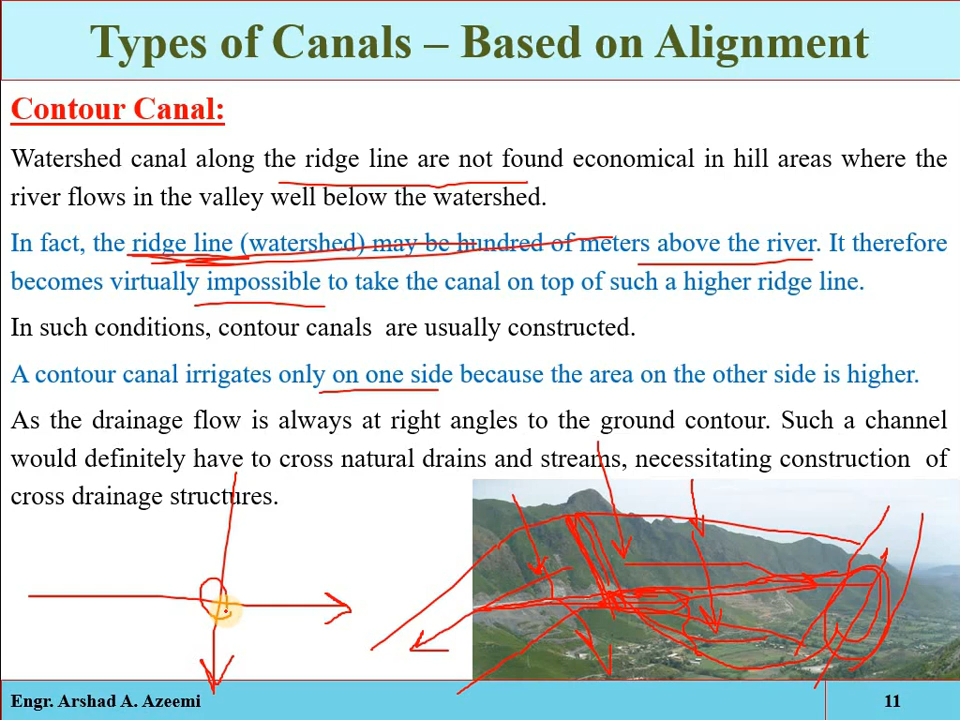 Types of Canals – Based on Alignment
Contour Canal:
Watershed canal along the ridge line are not found economical in hill areas where the
river flows in the valley well below the watershed.
In fact, the ridge line (watershed) may be hundred of meters above the river. It therefore
becomes virtually impossible to take the canal on top of such a higher ridge line.
In such conditions, contour canals are usually constructed.
A contour canal irrigates only on one side because the area on the other side is higher.
As the drainage flow is always at right angles to the ground contour. Such a channel
would definitely have to cross natural drains and streams, necessitating construction of
cross drainage structures.
Engr. Arshad A. Azeemi
11